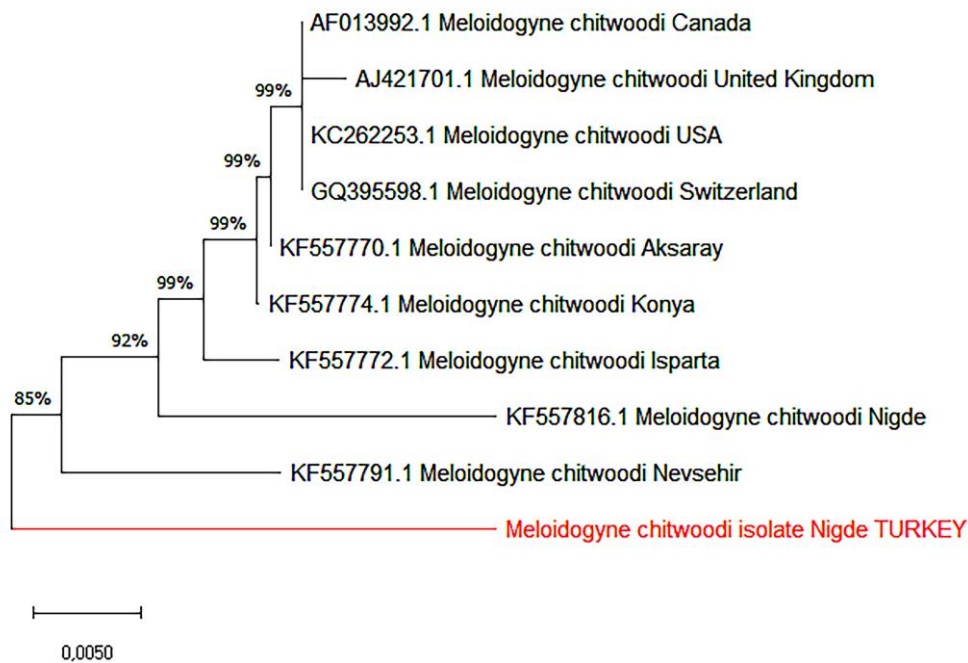 AF013992.1 Meloidogyne chitwoodi Canada
AJ421701.1 Meloidogyne chitwoodi United Kingdom
99%
KC262253.1 Meloidogyne chitwoodi USA
99%
GQ395598.1 Meloidogyne chitwoodi Switzerland
99%
KF557770.1 Meloidogyne chitwoodi Aksaray
99%
KF557774.1 Meloidogyne chitwoodi Konya
92%
KF557772.1 Meloidogyne chitwoodi Isparta
85%
KF557816.1 Meloidogyne chitwoodi Nigde
KF557791.1 Meloidogyne chitwoodi Nevsehir
Meloidogyne chitwoodi isolate Nigde TURKEY
0,0050